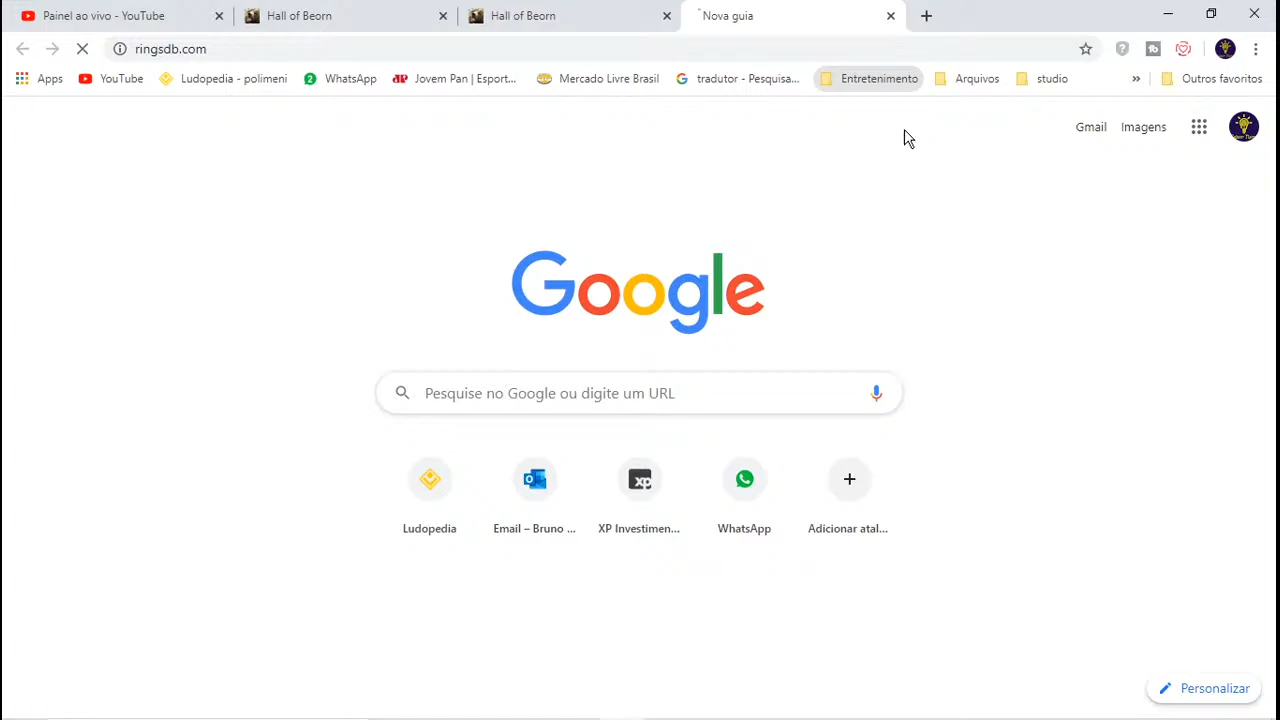 Painel ao vivo - YouTube
Hall of Beorn
Hall of Beorn
Nova guia
ringsdb.com
Apps
YouTube
Ludopedia - polimeni
2
WhatsApp
Jovem Pan | Esport...
Mercado Livre Brasil
tradutor - Pesquisa...
Entretenimento
Arquivos
studio
»
Outros favoritos
Gmail
Imagens
Google
Pesquise no Google ou digite um URL
xp
Ludopedia
Email – Bruno ...
XP Investimen...
WhatsApp
Adicionar atal...
Personalizar